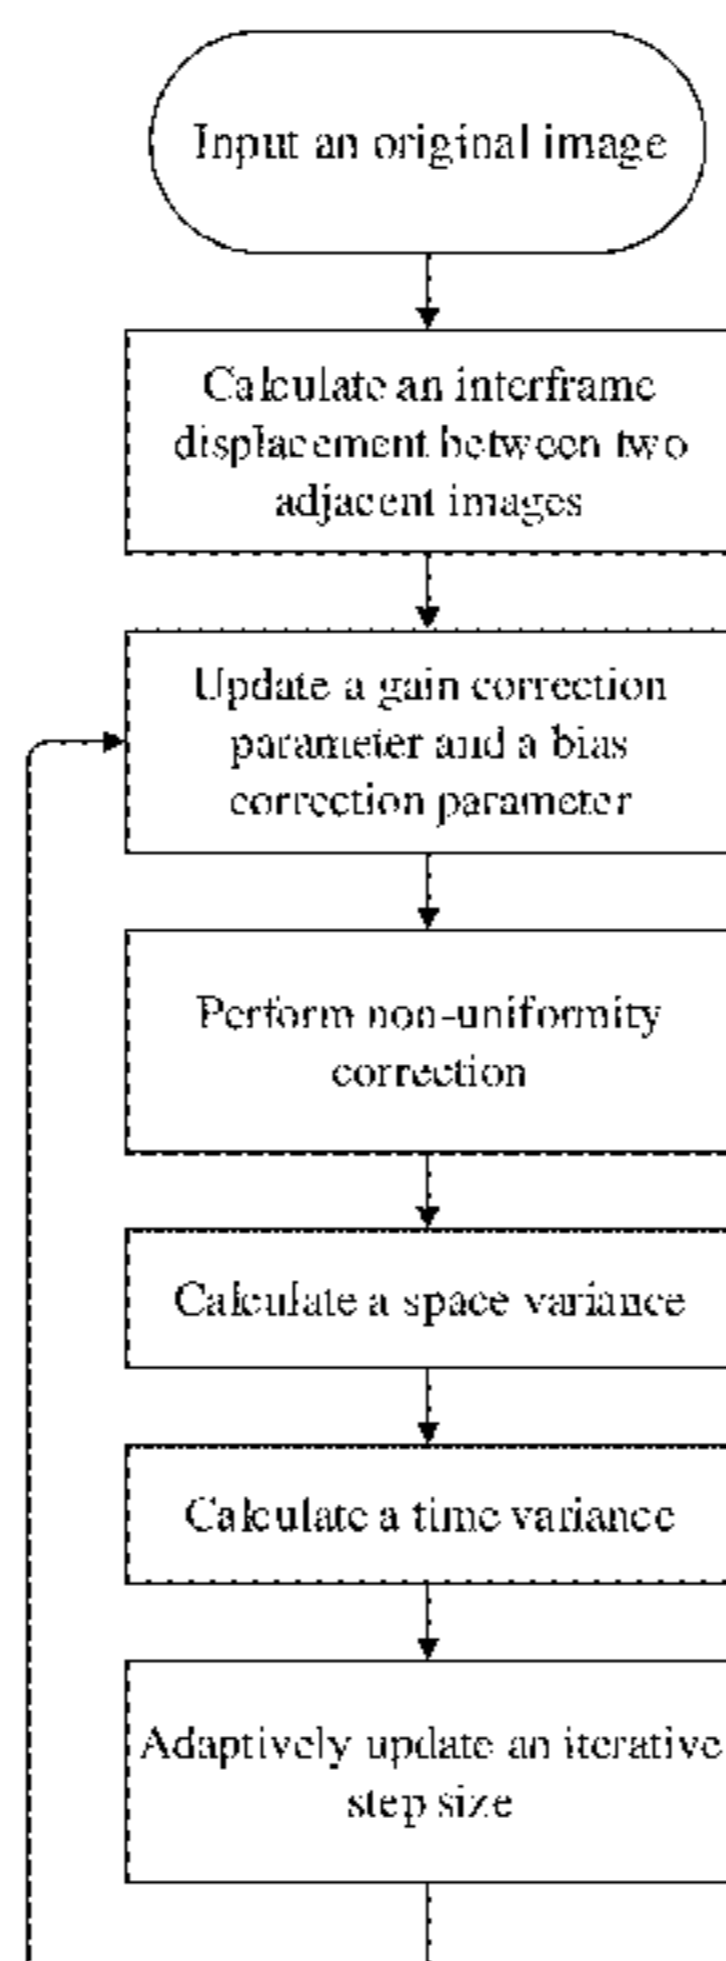 Input an original image
Calculate an interframe
displacement between two
adjacent images
Update a gain correction
parameter and a bias
correction parameter
Perform non-uniformity
correction
Calculate a space variance
Calculate a time variance
Adaptively update an iterative
step size